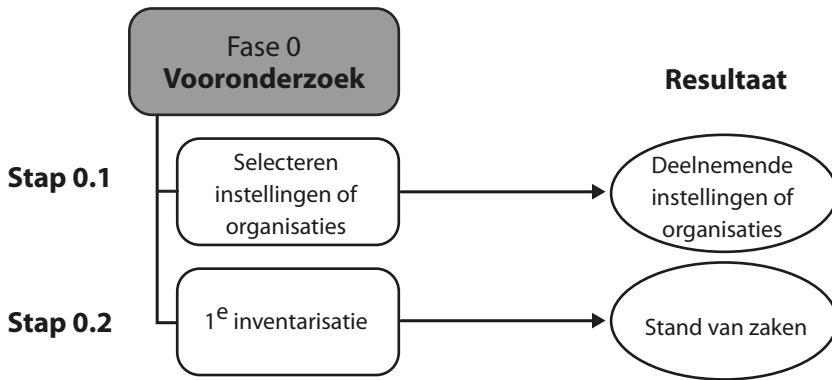 Fase 0
Vooronderzoek
Resultaat
Stap 0.1
Selecteren
instellingen of
organisaties
Deelnemende
instellingen of
organisaties
Stap 0.2
1e inventarisatie
Stand van zaken